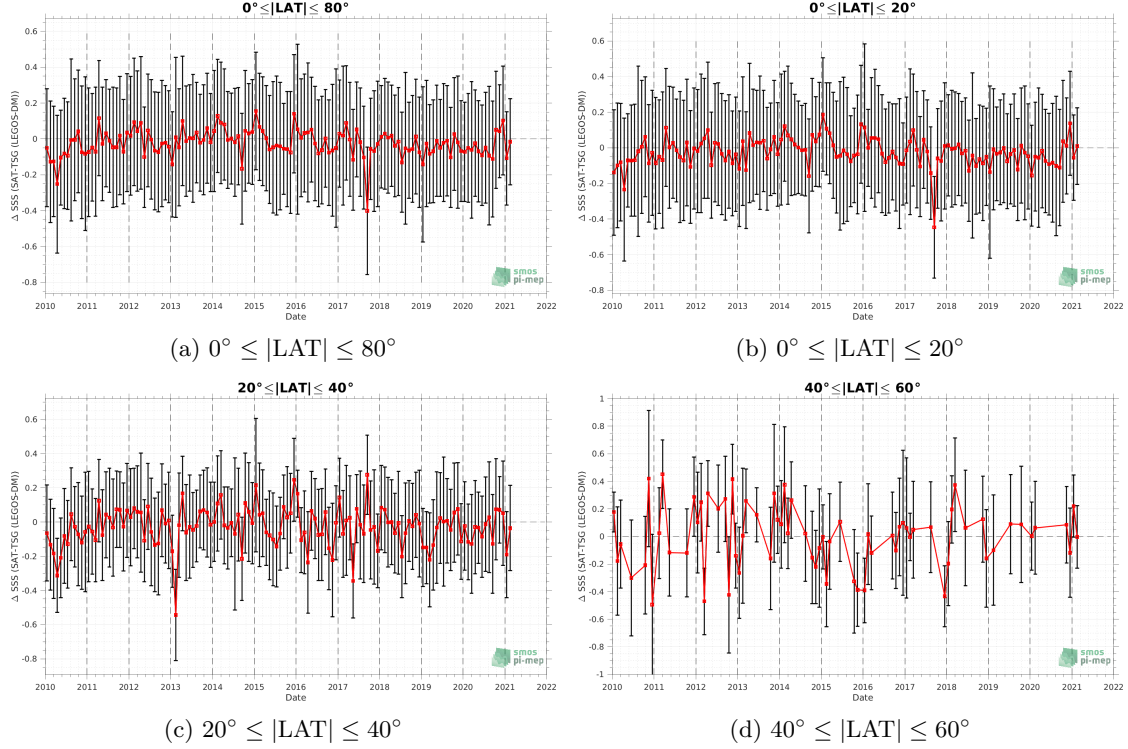 0°≤|LAT|≤ 80°
Δ SSS (SAT-TSG (LEGOS-DM))
0.6
0.4
0.2
0
-0.2
-0.4
-0.6
-0.8
2010 2011 2012 2013 2014 2015 2016 2017 2018 2019 2020 2021 2022
Date
smos
pi-mep
(a) 0° ≤ |LAT| ≤ 80°
0°≤|LAT|≤ 20°
Δ SSS (SAT-TSG (LEGOS-DM))
0.6
0.4
0.2
0
-0.2
-0.4
-0.6
-0.8
2010 2011 2012 2013 2014 2015 2016 2017 2018 2019 2020 2021 2022
Date
smos
pi-mep
(b) 0° ≤ |LAT| ≤ 20°
20°≤|LAT|≤ 40°
Δ SSS (SAT-TSG (LEGOS-DM))
0.6
0.4
0.2
0
-0.2
-0.4
-0.6
-0.8
2010 2011 2012 2013 2014 2015 2016 2017 2018 2019 2020 2021 2022
Date
smos
pi-mep
(c) 20° ≤ |LAT| ≤ 40°
40°≤|LAT|≤ 60°
Δ SSS (SAT-TSG (LEGOS-DM))
1
0.8
0.6
0.4
0.2
0
-0.2
-0.4
-0.6
-0.8
-1
2010 2011 2012 2013 2014 2015 2016 2017 2018 2019 2020 2021 2022
Date
smos
pi-mep
(d) 40° ≤ |LAT| ≤ 60°